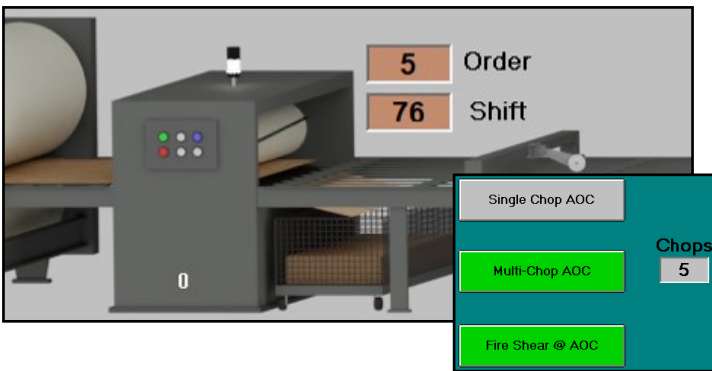 5 Order
76 Shift
0
Single Chop AOC
Chops
Multi-Chop AOC 5
Fire Shear @ AOC